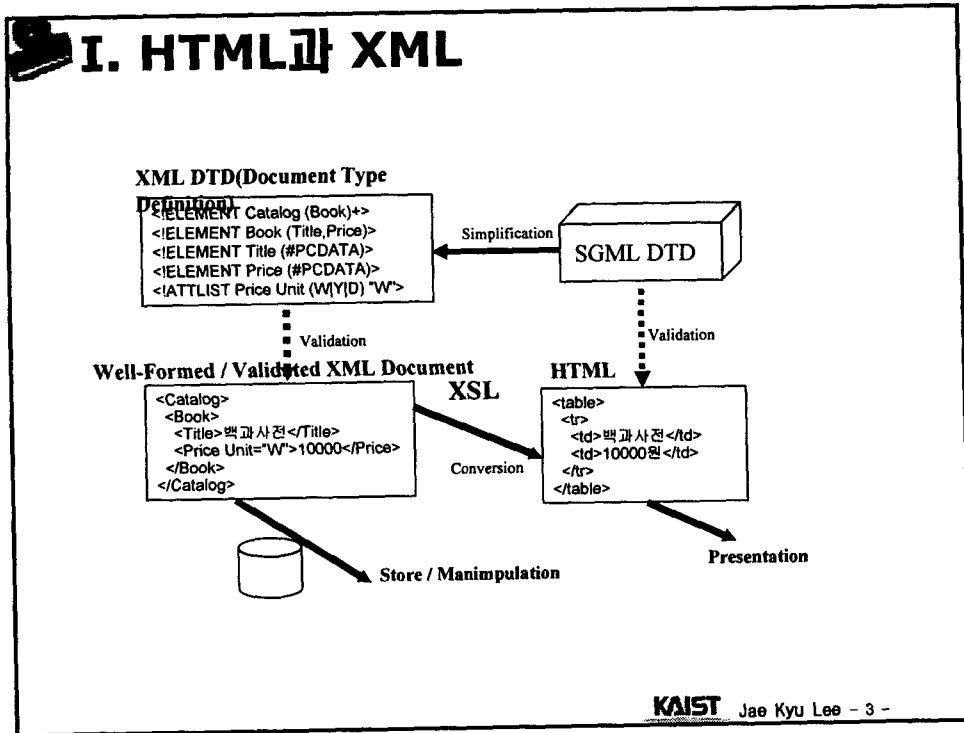 I. HTML과 XML
XML DTD(Document Type
Definition)
<!ELEMENT Catalog (Book)+>
<!ELEMENT Book (Title,Price)>
<!ELEMENT Title (#PCDATA)>
<!ELEMENT Price (#PCDATA)>
<!ATTLIST Price Unit (W|Y|D) "W">
Simplification
SGML DTD
Validation
Validation
Well-Formed / Validated XML Document
XSL
HTML
<Catalog>
<Book>
<Title>백과사전</Title>
<Price Unit="W">10000</Price>
</Book>
</Catalog>
Conversion
<table>
<tr>
<td>백과사전</td>
<td>10000원</td>
</tr>
</table>
Store / Manimpulation
Presentation
KAIST Jae Kyu Lee - 3 -